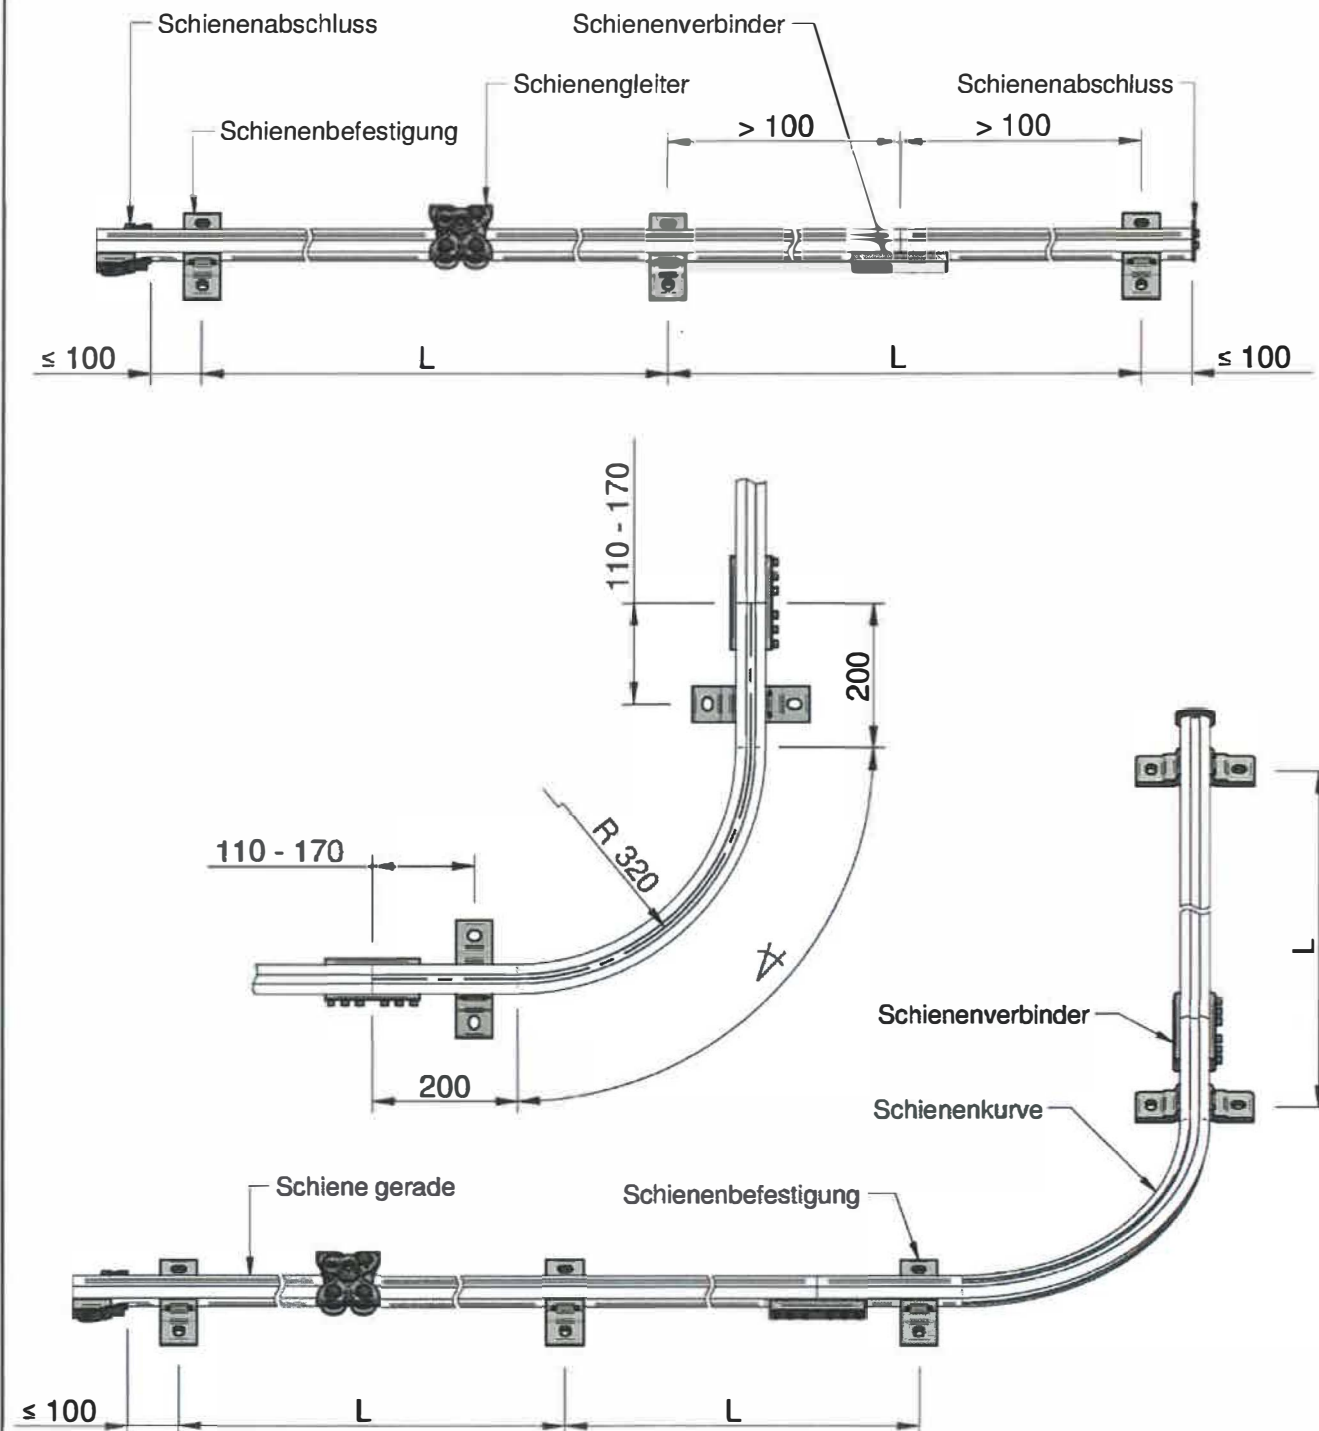 Schienenabschluss
Schienenverbinder
Schienengleiter
Schienenabschluss
Schienenbefestigung
> 100
> 100
≤ 100
L
L
≤ 100
110 - 170
200
R 320
110 - 170
200
L
Schienenverbinder
Schienenkurve
Schiene gerade
Schienenbefestigung
≤ 100
L
L